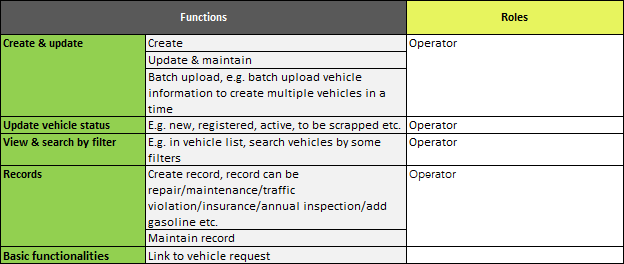 Functions Roles
Create & update Create Operator
Update & maintain
Batch upload, e.g. batch upload vehicle
information to create multiple vehicles in a
time
Update vehicle status E.g. new, registered, active, to be scrapped etc. Operator
View & search by filter E.g. in vehicle list, search vehicles by some Operator
filters
Records Create record, record can be Operator
repair/maintenance/traffic
violation/insurance/annual inspection/add
gasoline etc.
Maintain record
Basic functionalities Link to vehicle request